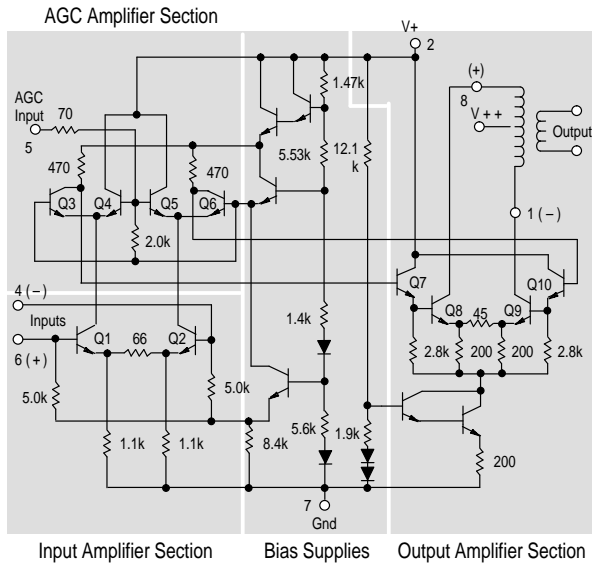 AGC Amplifier Section
V+
2
1.47k
(+)
8
V++
AGC
Input
5
70
12.1
k
5.53k
Output
470
470
Q3
Q4
Q5
Q6
2.0k
1 (–)
Q7
Q10
Q8
45
Q9
4 (–)
Inputs
6 (+)
Q1
66
Q2
1.4k
2.8k
200
200
2.8k
5.0k
5.0k
5.6k
1.9k
1.1k
1.1k
8.4k
200
7
Gnd
Input Amplifier Section
Bias Supplies
Output Amplifier Section